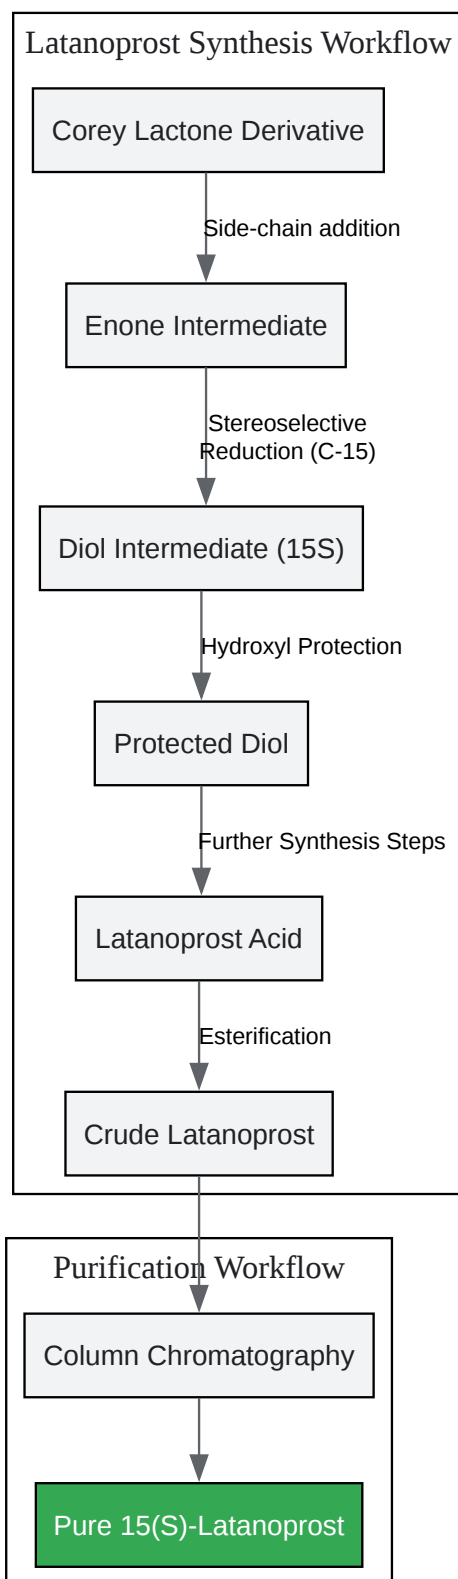 Latanoprost Synthesis Workflow
Corey Lactone Derivative
Side-chain addition
Enone Intermediate
Stereoselective
Reduction (C-15)
Diol Intermediate (15S)
Hydroxyl Protection
Protected Diol
Further Synthesis Steps
Latanoprost Acid
Esterification
Crude Latanoprost
Purification Workflow
Column Chromatography
Pure 15(S)-Latanoprost